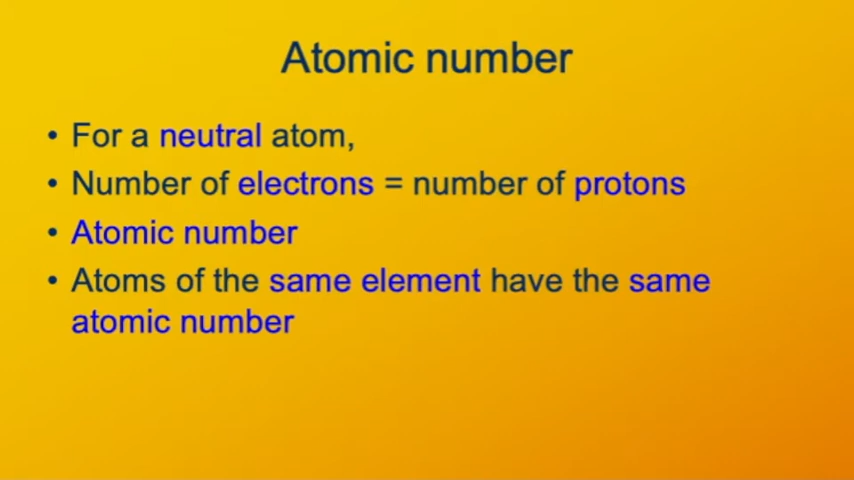 Atomic number
• For a neutral atom,
• Number of electrons = number of protons
• Atomic number
• Atoms of the same element have the same
atomic number